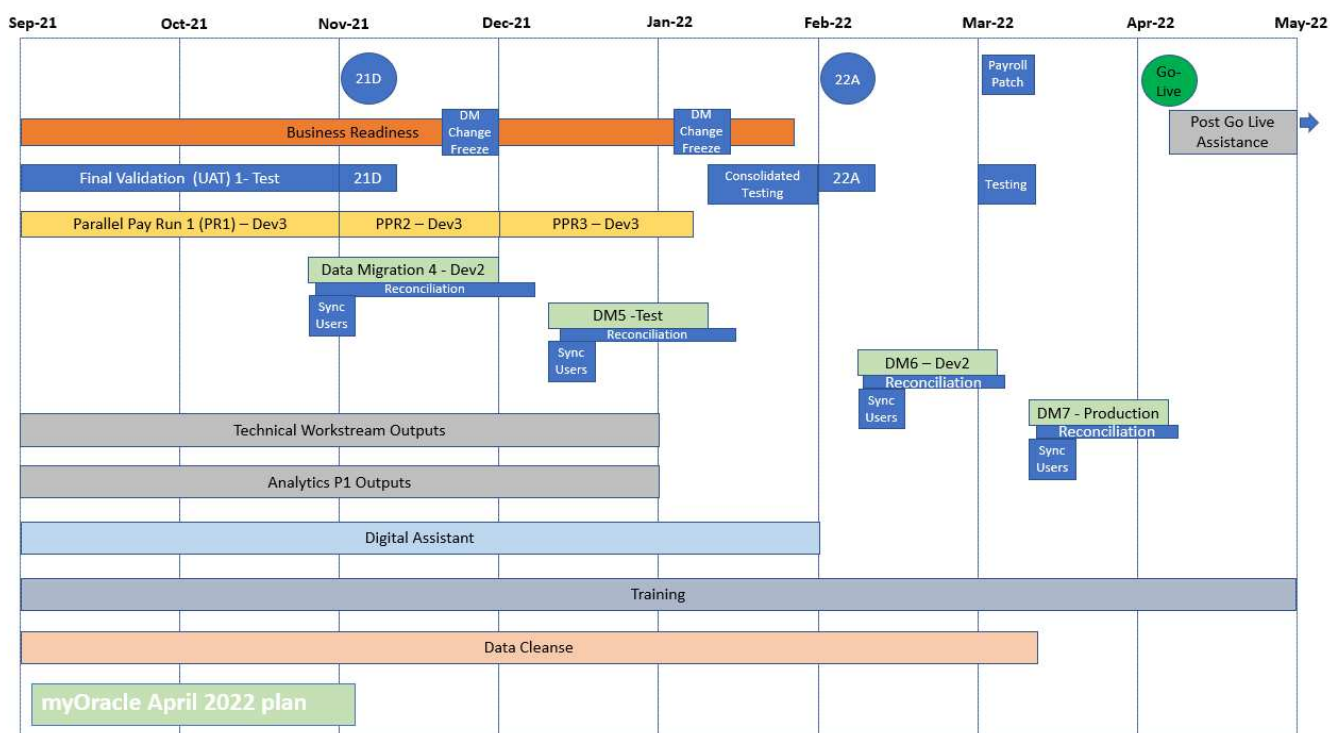 Sep-21 Oct-21 Nov-21 Dec-21 Jan-22 Feb-22 Mar-22 Apr-22 May-22
21D
22A
Payroll
Patch
Go-
Live
Business Readiness
DM
Change
Freeze
DM
Change
Freeze
Post Go Live
Assistance
Final Validation (UAT) 1- Test
21D
Consolidated
Testing
22A
Testing
Parallel Pay Run 1 (PR1) – Dev3
PPR2 – Dev3
PPR3 – Dev3
Data Migration 4 - Dev2
Reconciliation
Sync
Users
DM5 -Test
Reconciliation
Sync
Users
DM6 – Dev2
Reconciliation
Sync
Users
DM7 - Production
Reconciliation
Sync
Users
Technical Workstream Outputs
Analytics P1 Outputs
Digital Assistant
Training
Data Cleanse
myOracle April 2022 plan